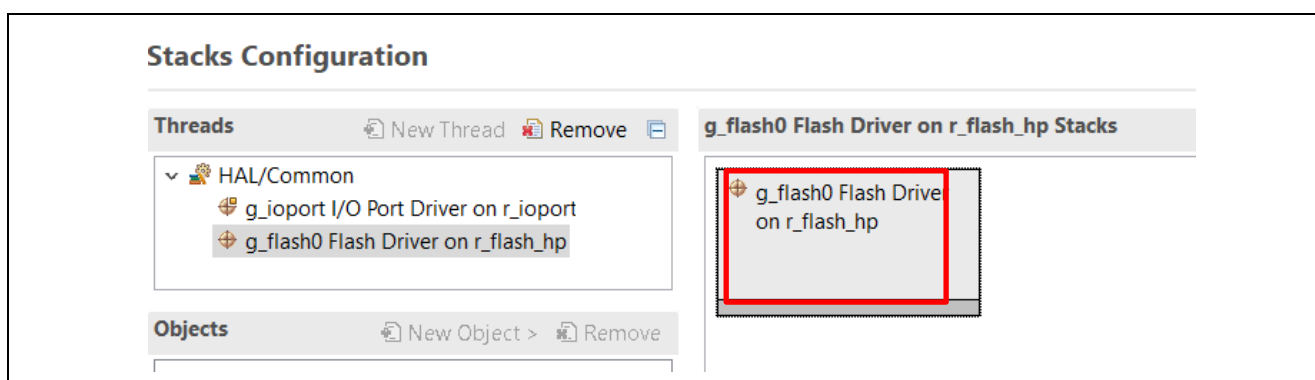 Stacks Configuration
Threads
New Thread
Remove
HAL/Common
g_ioport I/O Port Driver on r_ioport
g_flash0 Flash Driver on r_flash_hp
Objects
New Object >
Remove
g_flash0 Flash Driver on r_flash_hp Stacks
g_flash0 Flash Driver
on r_flash_hp